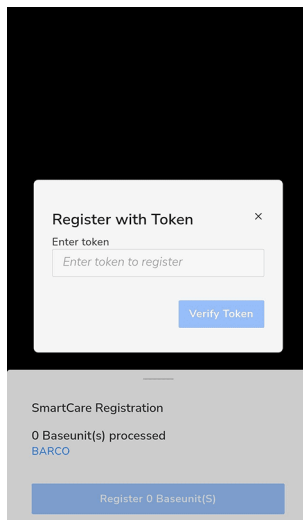 Register with Token
Enter token
Enter token to register
Verify Token
SmartCare Registration
0 Baseunit(s) processed
BARCO
Register 0 Baseunit(S)